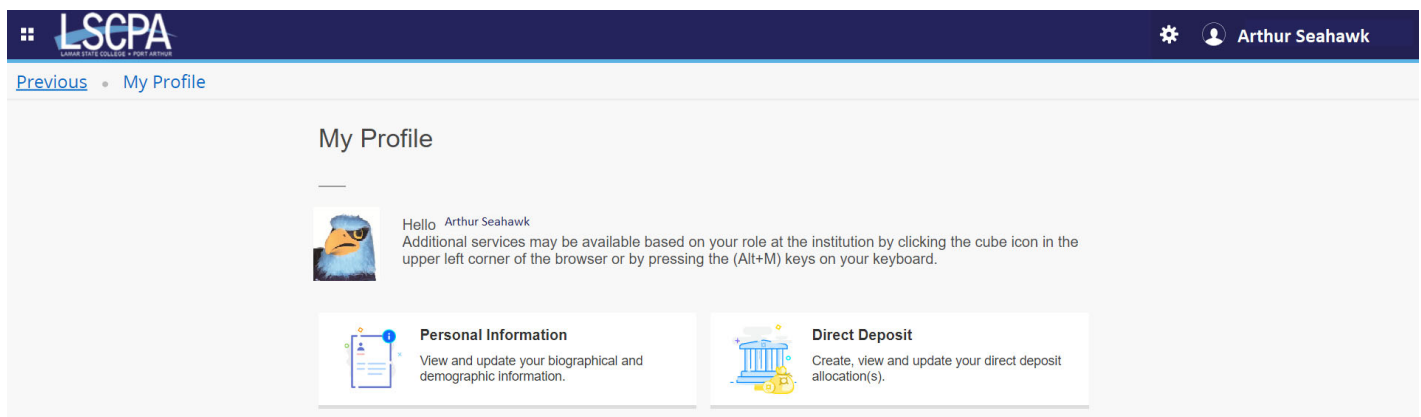 LSCPA
LAMAR STATE COLLEGE • PORT ARTHUR
Arthur Seahawk
Previous • My Profile
My Profile
Hello Arthur Seahawk
Additional services may be available based on your role at the institution by clicking the cube icon in the
upper left corner of the browser or by pressing the (Alt+M) keys on your keyboard.
Personal Information
View and update your biographical and
demographic information.
Direct Deposit
Create, view and update your direct deposit
allocation(s).